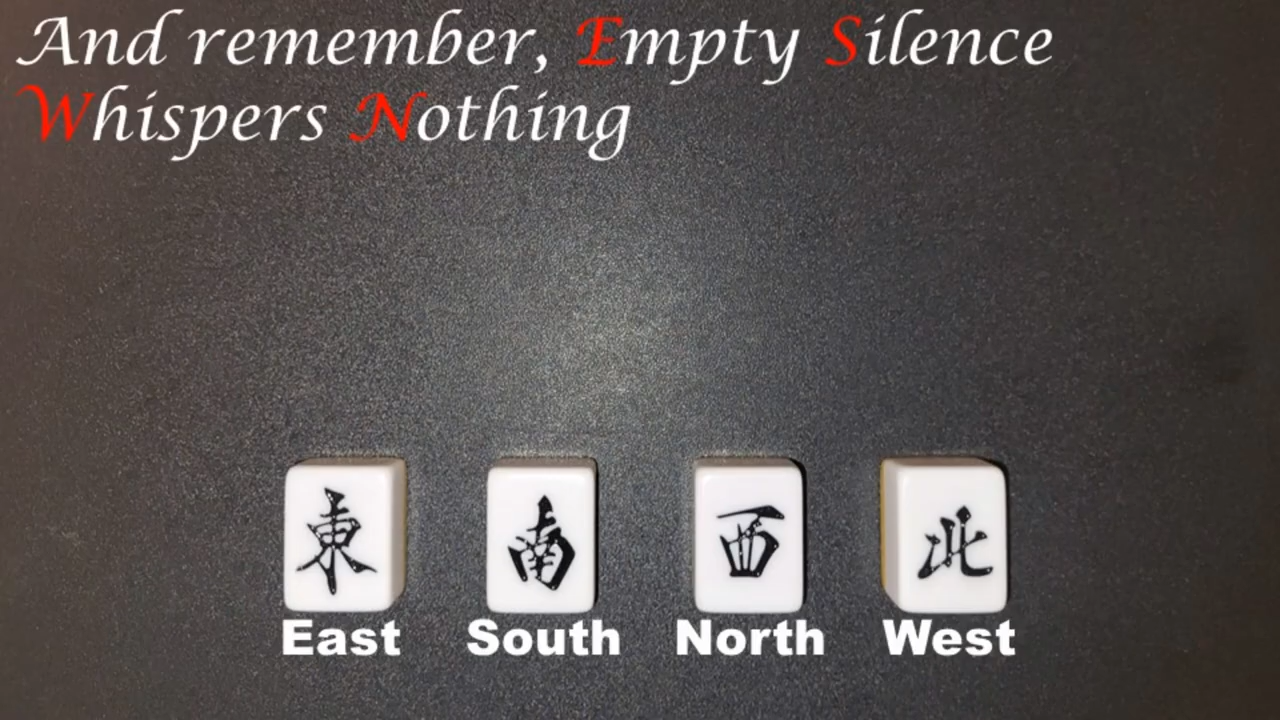 And remember, Empty Silence
Whispers Nothing
東 南 西 北
East South North West